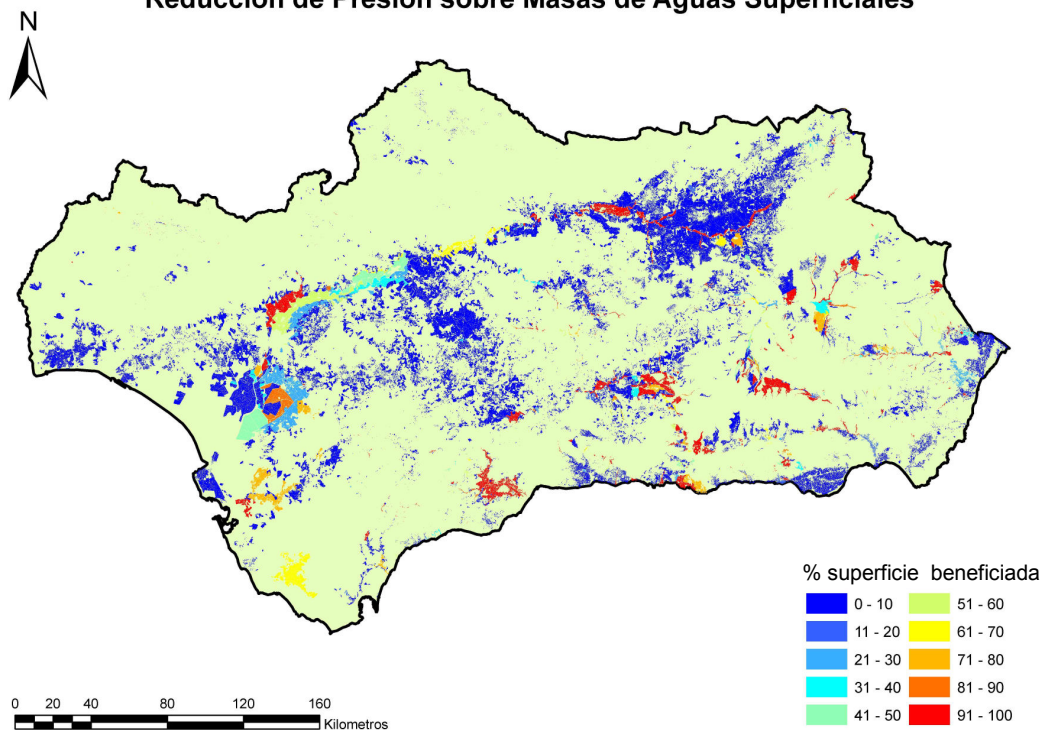 Reducción de Presión sobre Masas de Aguas Superficiales
N
% superficie beneficiada
0 - 10
51 - 60
11 - 20
61 - 70
21 - 30
71 - 80
31 - 40
81 - 90
41 - 50
91 - 100
0 20 40 80 120 160
Kilometros